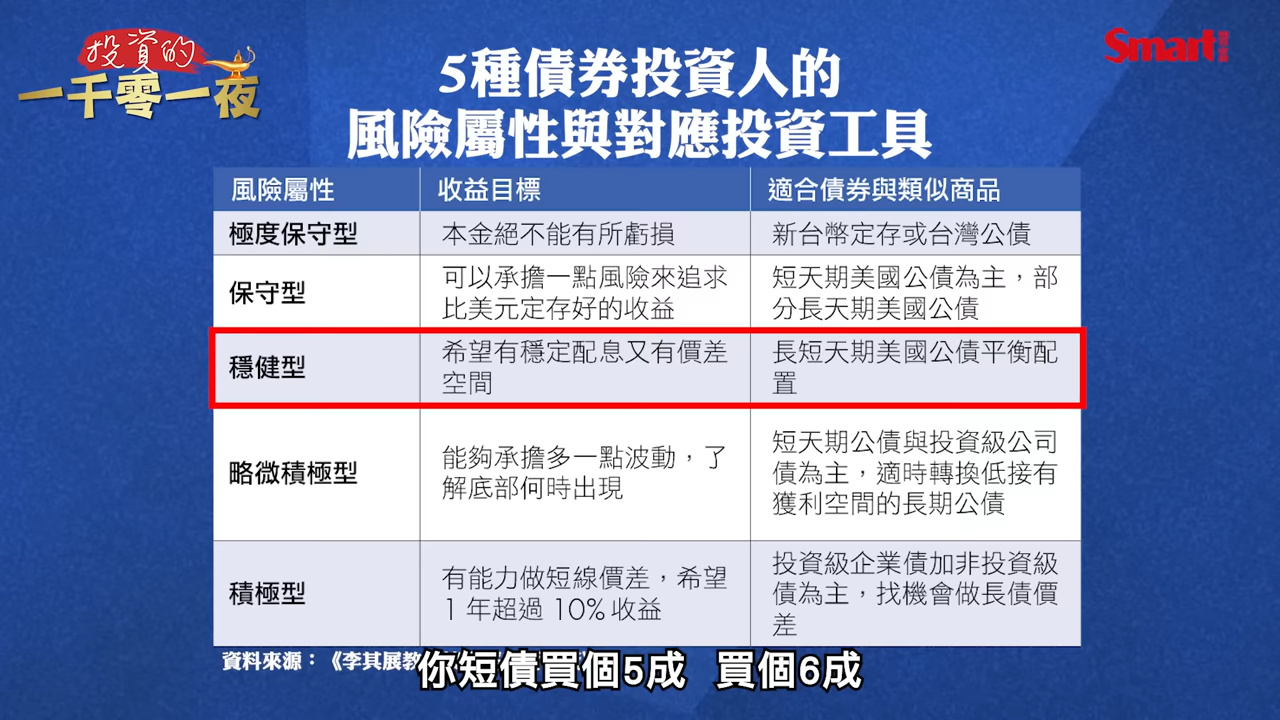 投資的
一千零一夜
Smart
5種債券投資人的
風險屬性與對應投資工具
風險屬性 收益目標 適合債券與類似商品
極度保守型 本金絕不能有所虧損 新台幣定存或台灣公債
保守型 可以承擔一點風險來追求
比美元定存好的收益
短天期美國公債為主，部
分長天期美國公債
穩健型 希望有穩定配息又有價差
空間
長短天期美國公債平衡配
置
略微積極型 能夠承擔多一點波動，了
解底部何時出現
短天期公債與投資級公司
債為主，適時轉換低接有
獲利空間的長期公債
積極型 有能力做短線價差，希望
1 年超過 10% 收益
投資級企業債加非投資級
債為主，找機會做長債價
差
資料來源：《李其展教
你短債買個5成 買個6成